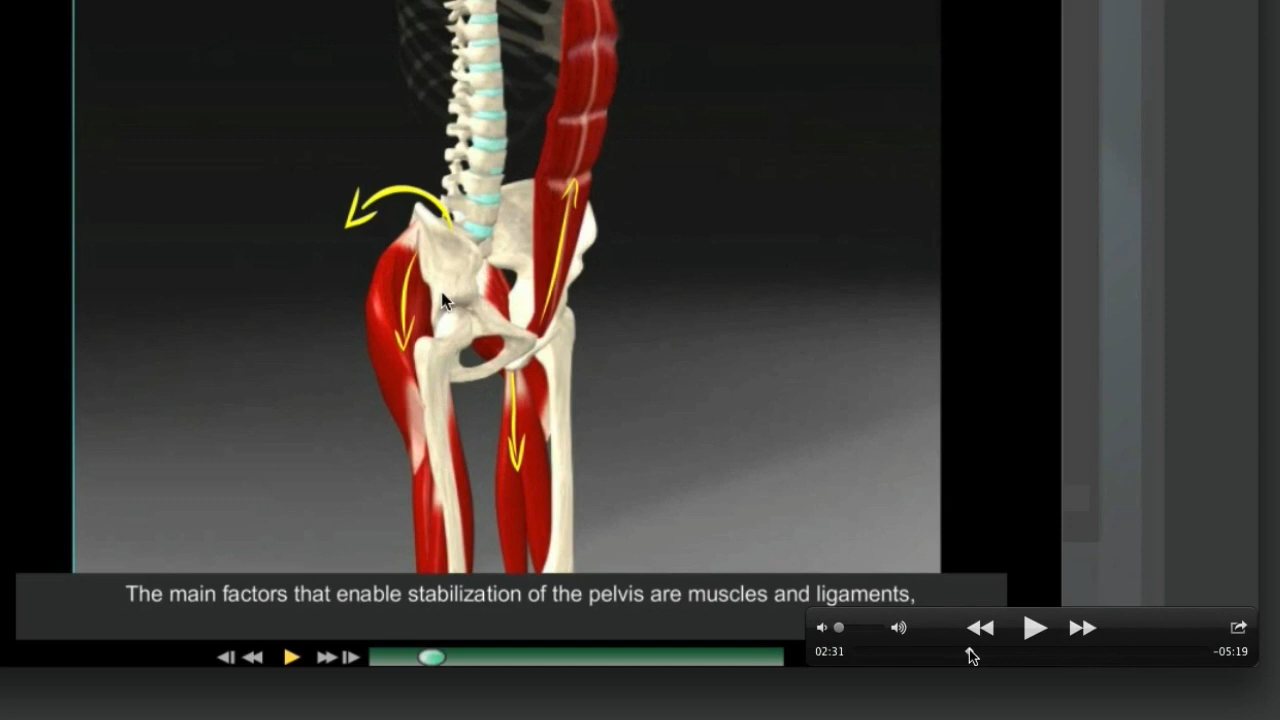 The main factors that enable stabilization of the pelvis are muscles and ligaments,
02:31
-05:19